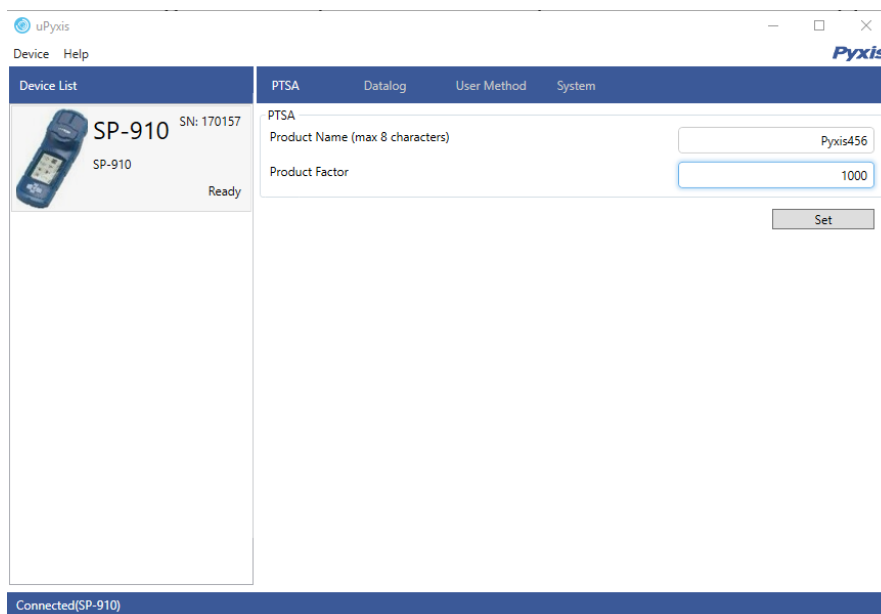 uPyxis
Device Help
Pyxis
Device List
PTSA Datalog User Method System
SP-910 SN: 170157
SP-910
Ready
PTSA
Product Name (max 8 characters) Pyxis456
Product Factor 1000
Set
Connected(SP-910)